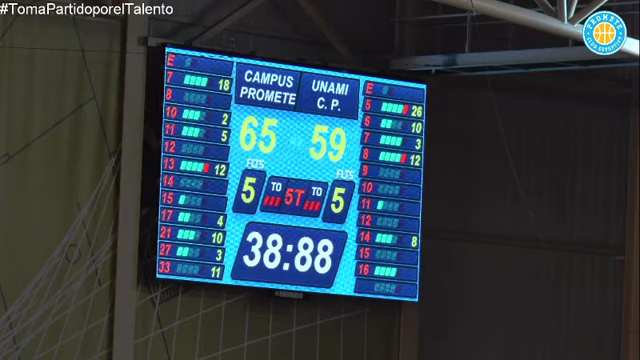 #TomaPartidoporelTalento
PROMETE
CAMPUS PROMETE
UNAMI C. P.
65 59
FLTS FLTS
5 TO 5T TO 5
38:88
E
7 18
8
10 2
11 5
12
13 12
14
15
17 4
21 10
27 3
33 11
E
5 26
6 10
7 3
8 12
9
10
11
12
14 8
15
16
MONDO